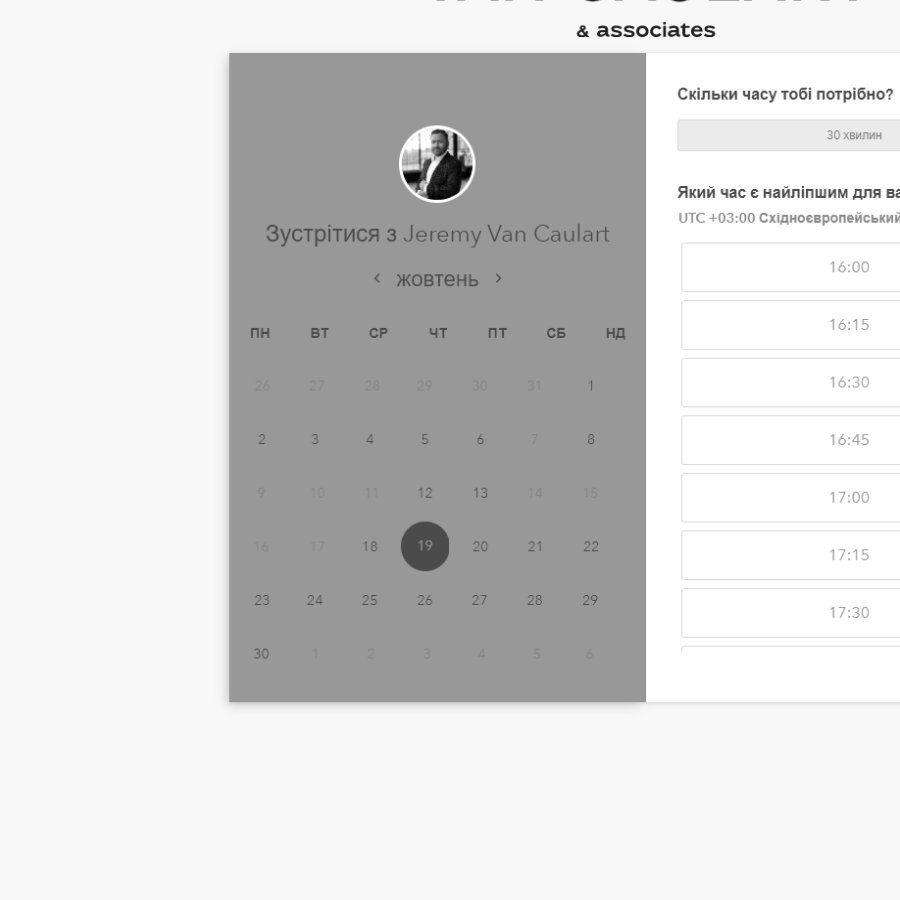 & associates
Зустрітися з Jeremy Van Caulart
жовтень
ПН ВТ СР ЧТ ПТ СБ НД
26 27 28 29 30 31 1
2 3 4 5 6 7 8
9 10 11 12 13 14 15
16 17 18 19 20 21 22
23 24 25 26 27 28 29
30 1 2 3 4 5 6
Скільки часу тобі потрібно?
30 хвилин
Який час є найліпшим для
UTC +03:00 Східноєвропейський
16:00
16:15
16:30
16:45
17:00
17:15
17:30